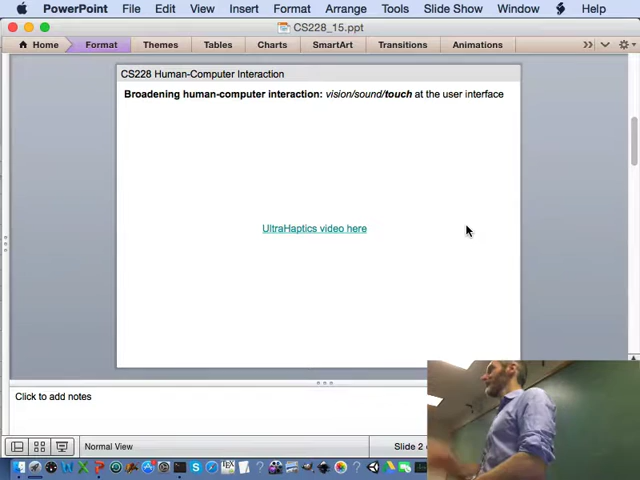 PowerPoint File Edit View Insert Format Arrange Tools Slide Show Window Help
CS228_15.ppt
Home Format Themes Tables Charts SmartArt Transitions Animations
CS228 Human-Computer Interaction
Broadening human-computer interaction: vision/sound/touch at the user interface
UltraHaptics video here
Click to add notes
Normal View Slide 2